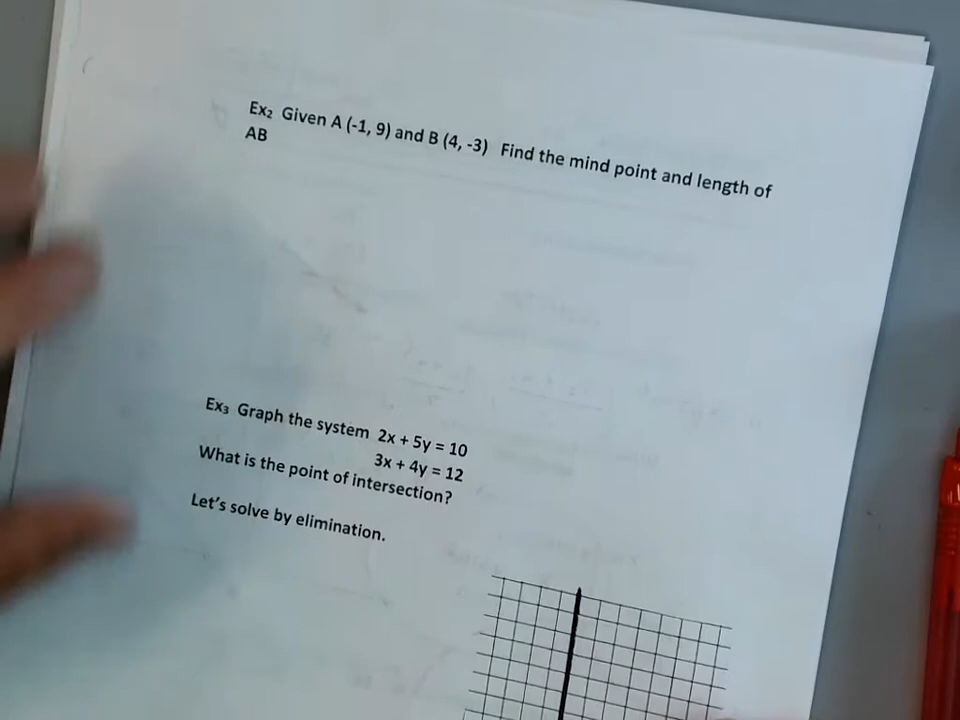 Ex₂ Given A (-1, 9) and B (4, -3) Find the mind point and length of
AB
Ex₃ Graph the system 2x + 5y = 10
3x + 4y = 12
What is the point of intersection?
Let's solve by elimination.